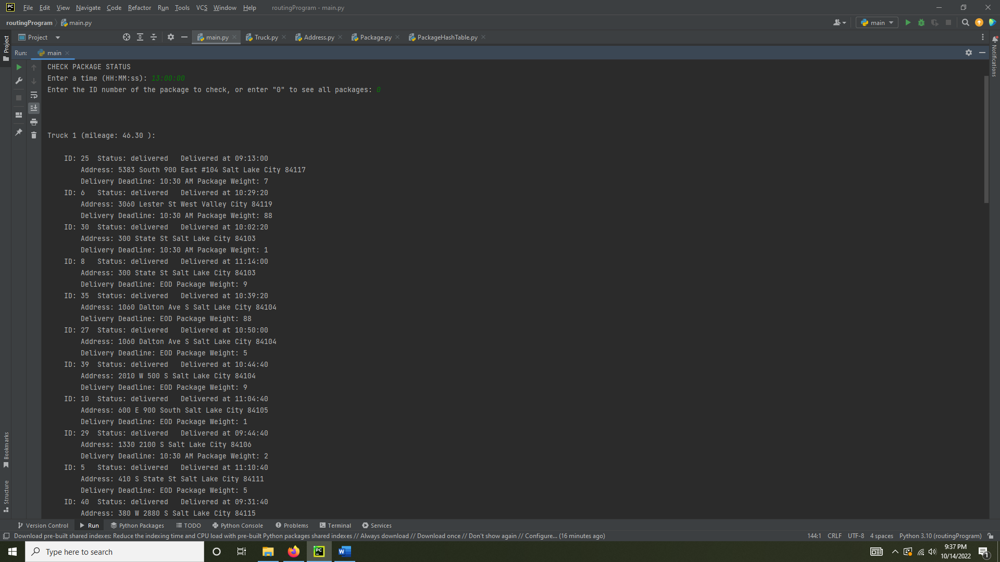 PC File Edit View Navigate Code Refactor Run Tools VCS Window Help routingProgram - main.py
routingProgram main.py main
Project main.py Truck.py Address.py Package.py PackageHashTable.py
Project
Notifications
Run: main
CHECK PACKAGE STATUS
Enter a time (HH:MM:ss): 13:00:00
Enter the ID number of the package to check, or enter "0" to see all packages: 0
Truck 1 (mileage: 46.30 ):
ID: 25 Status: delivered Delivered at 09:13:00
Address: 5383 South 900 East #104 Salt Lake City 84117
Delivery Deadline: 10:30 AM Package Weight: 7
ID: 6 Status: delivered Delivered at 10:29:20
Address: 3060 Lester St West Valley City 84119
Delivery Deadline: 10:30 AM Package Weight: 88
ID: 30 Status: delivered Delivered at 10:02:20
Address: 300 State St Salt Lake City 84103
Delivery Deadline: 10:30 AM Package Weight: 1
ID: 8 Status: delivered Delivered at 11:14:00
Address: 300 State St Salt Lake City 84103
Delivery Deadline: EOD Package Weight: 9
ID: 35 Status: delivered Delivered at 10:39:20
Address: 1060 Dalton Ave S Salt Lake City 84104
Delivery Deadline: EOD Package Weight: 88
ID: 27 Status: delivered Delivered at 10:50:00
Address: 1060 Dalton Ave S Salt Lake City 84104
Delivery Deadline: EOD Package Weight: 5
ID: 39 Status: delivered Delivered at 10:44:40
Address: 2010 W 500 S Salt Lake City 84104
Delivery Deadline: EOD Package Weight: 9
ID: 10 Status: delivered Delivered at 11:04:40
Address: 600 E 900 South Salt Lake City 84105
Delivery Deadline: EOD Package Weight: 1
ID: 29 Status: delivered Delivered at 09:44:40
Address: 1330 2100 S Salt Lake City 84106
Delivery Deadline: 10:30 AM Package Weight: 2
ID: 5 Status: delivered Delivered at 11:10:40
Address: 410 S State St Salt Lake City 84111
Delivery Deadline: EOD Package Weight: 5
ID: 40 Status: delivered Delivered at 09:31:40
Address: 380 W 2880 S Salt Lake City 84115
Bookmarks
Structure
Version Control Run Python Packages TODO Python Console Problems Terminal Services
Download pre-built shared indexes: Reduce the indexing time and CPU load with pre-built Python packages shared indexes // Always download // Download once // Don't show again // Configure... (16 minutes ago) 144:1 CRLF UTF-8 4 spaces Python 3.10 (routingProgram)
Type here to search PC W 9:37 PM
10/14/2022 1